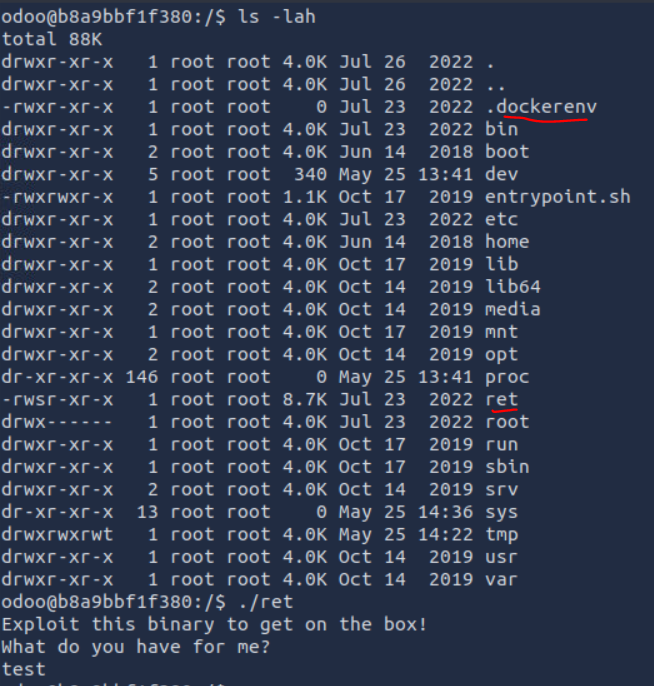 odoo@b8a9bbf1f380:/$ ls -lah
total 88K
drwxr-xr-x   1 root root 4.0K Jul 26  2022 .
drwxr-xr-x   1 root root 4.0K Jul 26  2022 ..
-rwxr-xr-x   1 root root    0 Jul 23  2022 .dockerenv
drwxr-xr-x   1 root root 4.0K Jul 23  2022 bin
drwxr-xr-x   2 root root 4.0K Jun 14  2018 boot
drwxr-xr-x   5 root root  340 May 25 13:41 dev
-rwxrwxr-x   1 root root 1.1K Oct 17  2019 entrypoint.sh
drwxr-xr-x   1 root root 4.0K Jul 23  2022 etc
drwxr-xr-x   2 root root 4.0K Jun 14  2018 home
drwxr-xr-x   1 root root 4.0K Oct 17  2019 lib
drwxr-xr-x   2 root root 4.0K Oct 14  2019 lib64
drwxr-xr-x   2 root root 4.0K Oct 14  2019 media
drwxr-xr-x   1 root root 4.0K Oct 17  2019 mnt
drwxr-xr-x   2 root root 4.0K Oct 14  2019 opt
dr-xr-xr-x 146 root root    0 May 25 13:41 proc
-rwsr-xr-x   1 root root 8.7K Jul 23  2022 ret
drwx------   1 root root 4.0K Jul 23  2022 root
drwxr-xr-x   1 root root 4.0K Oct 17  2019 run
drwxr-xr-x   1 root root 4.0K Oct 17  2019 sbin
drwxr-xr-x   2 root root 4.0K Oct 14  2019 srv
dr-xr-xr-x  13 root root    0 May 25 14:36 sys
drwxrwxrwt   1 root root 4.0K May 25 14:22 tmp
drwxr-xr-x   1 root root 4.0K Oct 14  2019 usr
drwxr-xr-x   1 root root 4.0K Oct 14  2019 var
odoo@b8a9bbf1f380:/$ ./ret
Exploit this binary to get on the box!
What do you have for me?
test